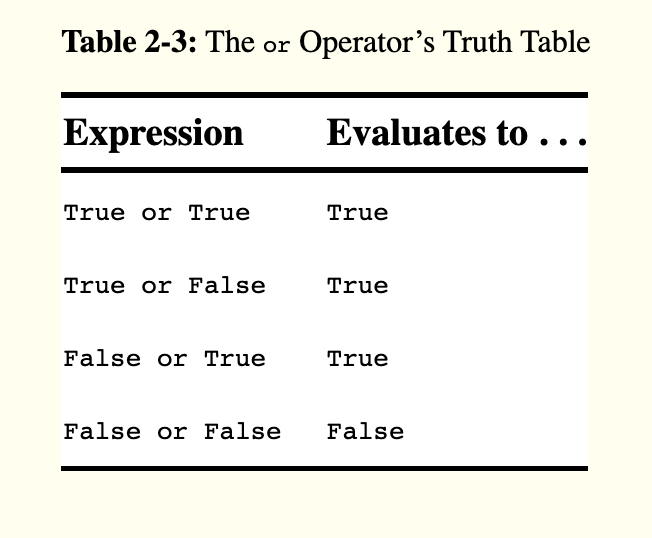 Table 2-3: The or Operator’s Truth Table
Expression Evaluates to . . .
True or True True
True or False True
False or True True
False or False False